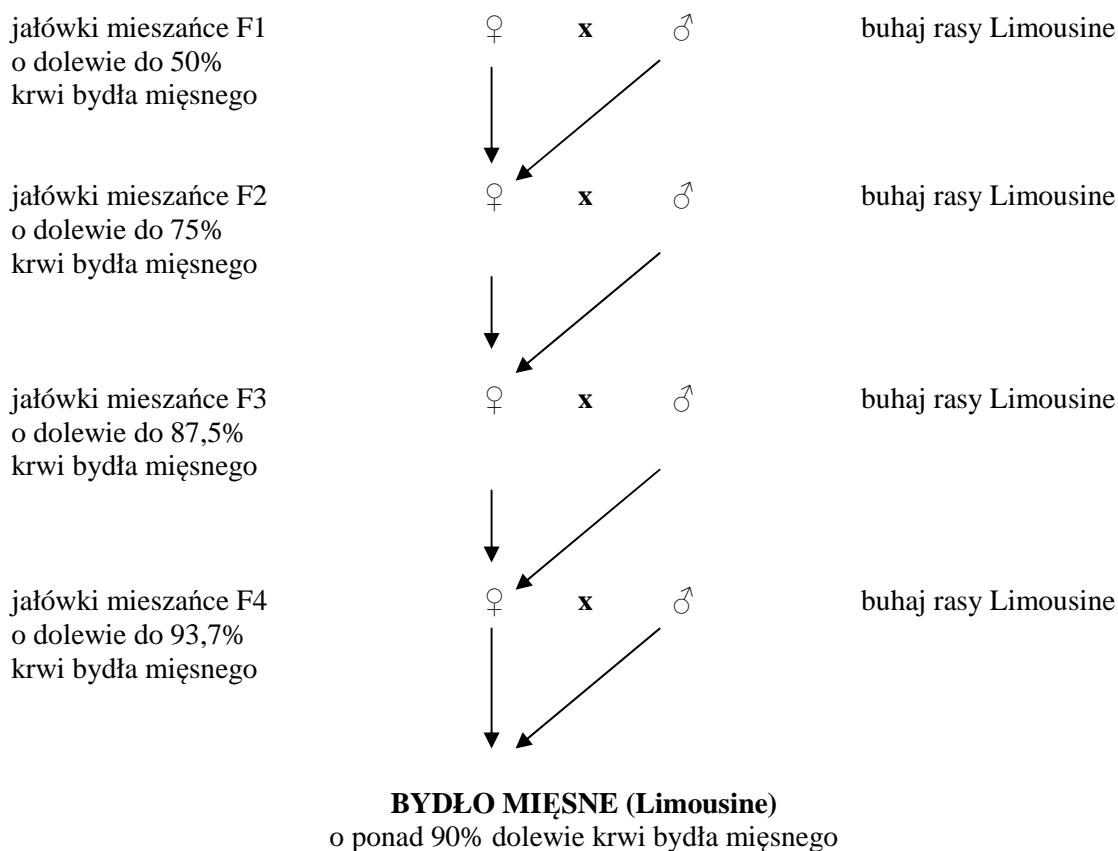 jałówki mieszańce F1 ♀ x ♂ buhaj rasy Limousine
o dolewie do 50%
krwi bydła mięsnego
jałówki mieszańce F2 ♀ x ♂ buhaj rasy Limousine
o dolewie do 75%
krwi bydła mięsnego
jałówki mieszańce F3 ♀ x ♂ buhaj rasy Limousine
o dolewie do 87,5%
krwi bydła mięsnego
jałówki mieszańce F4 ♀ x ♂ buhaj rasy Limousine
o dolewie do 93,7%
krwi bydła mięsnego
BYDŁO MIĘSNE (Limousine)
o ponad 90% dolewie krwi bydła mięsnego